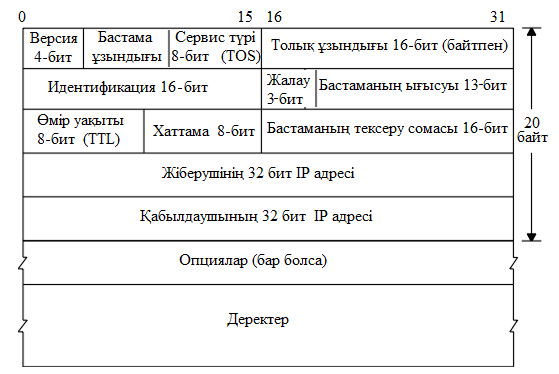 0 15 16 31
Версия Бастама Сервис түрі Толық ұзындығы 16-бит (байтпен)
4-бит ұзындығы 8-бит (TOS)
Идентификация 16-бит Жалау Бастаманың ығысуы 13-бит
3-бит
Өмір уақыты Хаттама 8-бит Бастаманың тексеру сомасы 16-бит 20
8-бит (TTL) байт
Жіберушінің 32 бит IP адресі
Қабылдаушының 32 бит IP адресі
Опциялар (бар болса)
Деректер